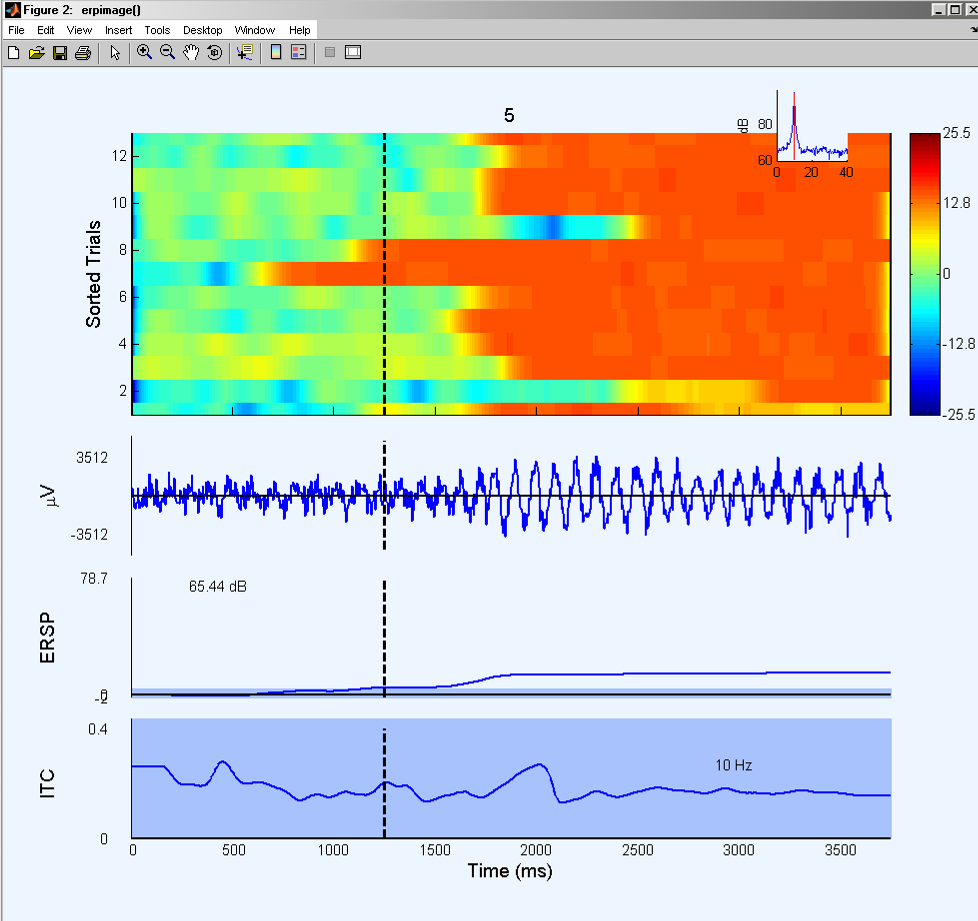 Figure 2: erpimage()
File Edit View Insert Tools Desktop Window Help
5
dB
80
60
0 20 40
Sorted Trials
12
10
8
6
4
2
25.5
12.8
0
-12.8
-25.5
μV
3512
-3512
ERSP
78.7
65.44 dB
0
-2
ITC
0.4
10 Hz
0
0 500 1000 1500 2000 2500 3000 3500
Time (ms)